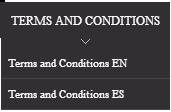 TERMS AND CONDITIONS
Terms and Conditions EN
Terms and Conditions ES